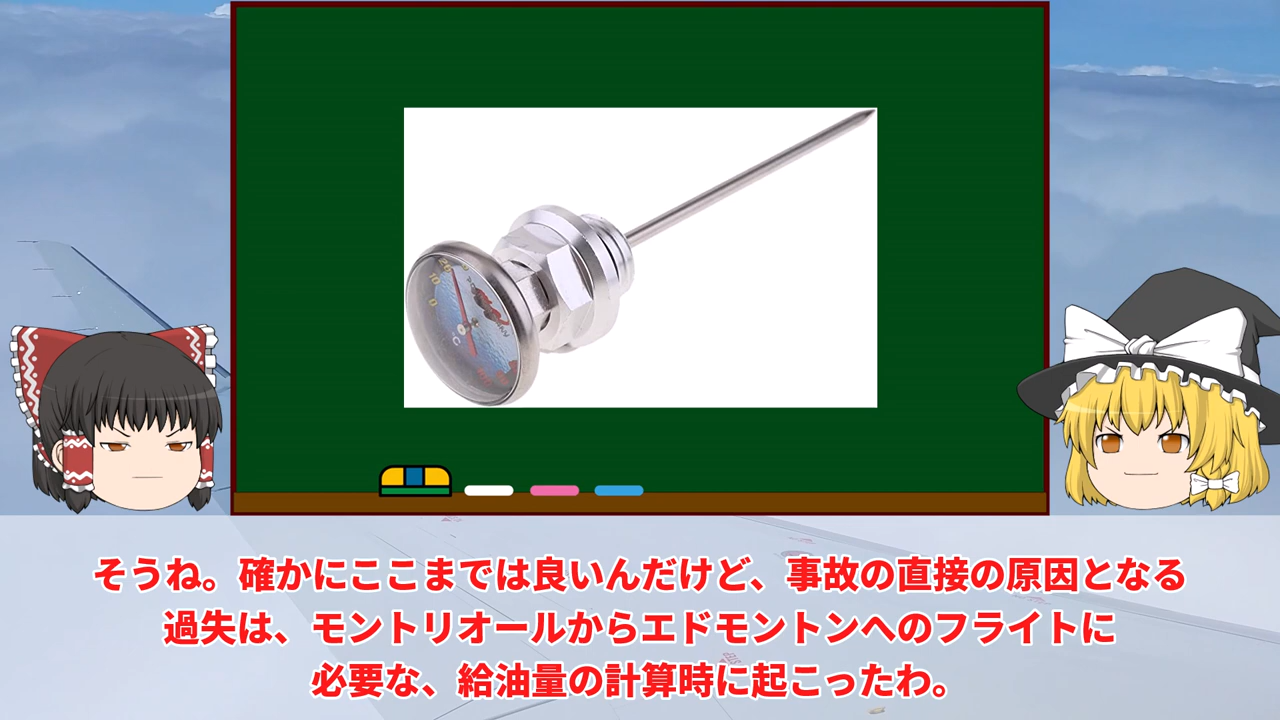 そうね。確かにここまでは良いんだけど、事故の直接の原因となる
過失は、モントリオールからエドモントンへのフライトに
必要な、給油量の計算時に起こったわ。